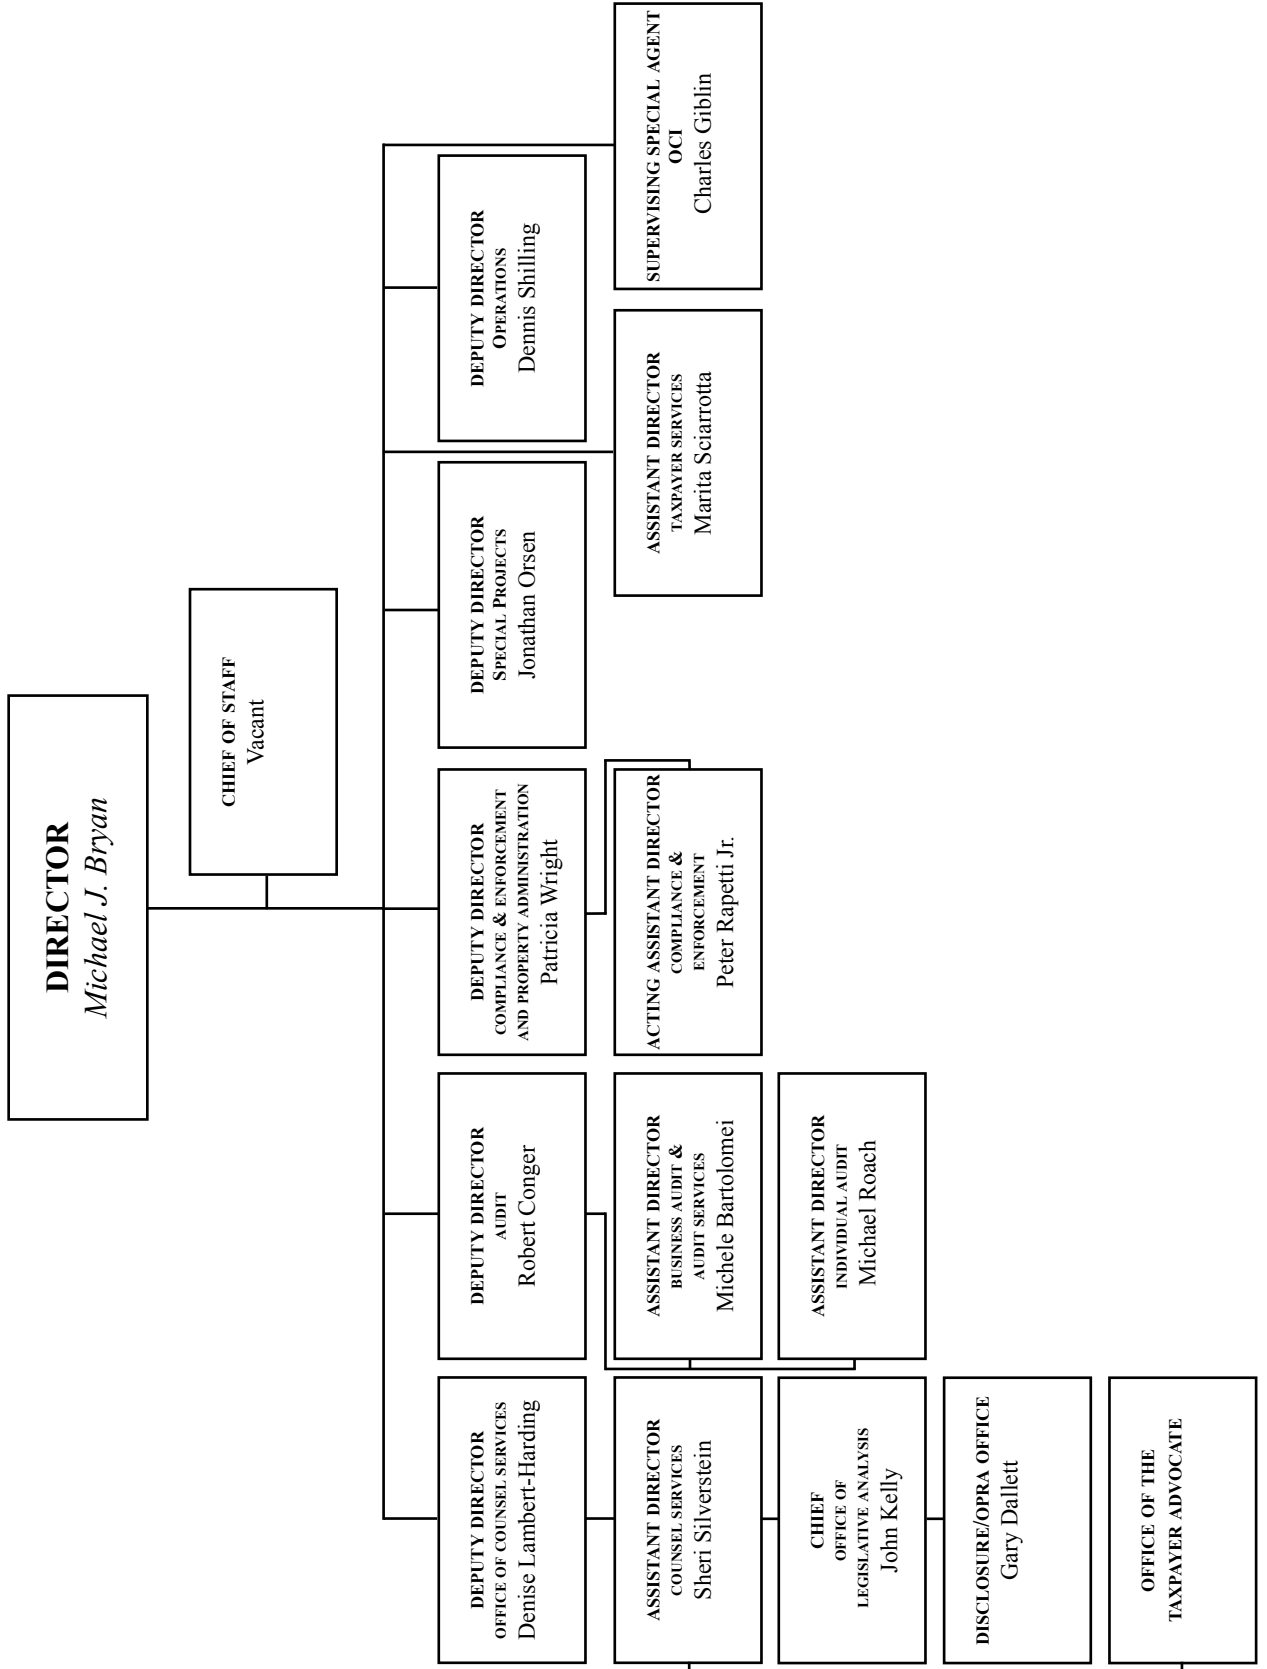 DIRECTOR
Michael J. Bryan
CHIEF OF STAFF
Vacant
DEPUTY DIRECTOR
OFFICE OF COUNSEL SERVICES
Denise Lambert-Harding
DEPUTY DIRECTOR
AUDIT
Robert Conger
DEPUTY DIRECTOR
COMPLIANCE & ENFORCEMENT
AND PROPERTY ADMINISTRATION
Patricia Wright
DEPUTY DIRECTOR
SPECIAL PROJECTS
Jonathan Orsen
DEPUTY DIRECTOR
OPERATIONS
Dennis Shilling
ASSISTANT DIRECTOR
COUNSEL SERVICES
Sheri Silverstein
ASSISTANT DIRECTOR
BUSINESS AUDIT &
AUDIT SERVICES
Michele Bartolomei
ACTING ASSISTANT DIRECTOR
COMPLIANCE &
ENFORCEMENT
Peter Rapetti Jr.
ASSISTANT DIRECTOR
TAXPAYER SERVICES
Marita Sciarrotta
SUPERVISING SPECIAL AGENT
OCI
Charles Giblin
CHIEF
OFFICE OF
LEGISLATIVE ANALYSIS
John Kelly
ASSISTANT DIRECTOR
INDIVIDUAL AUDIT
Michael Roach
DISCLOSURE/OPRA OFFICE
Gary Dallett
OFFICE OF THE
TAXPAYER ADVOCATE